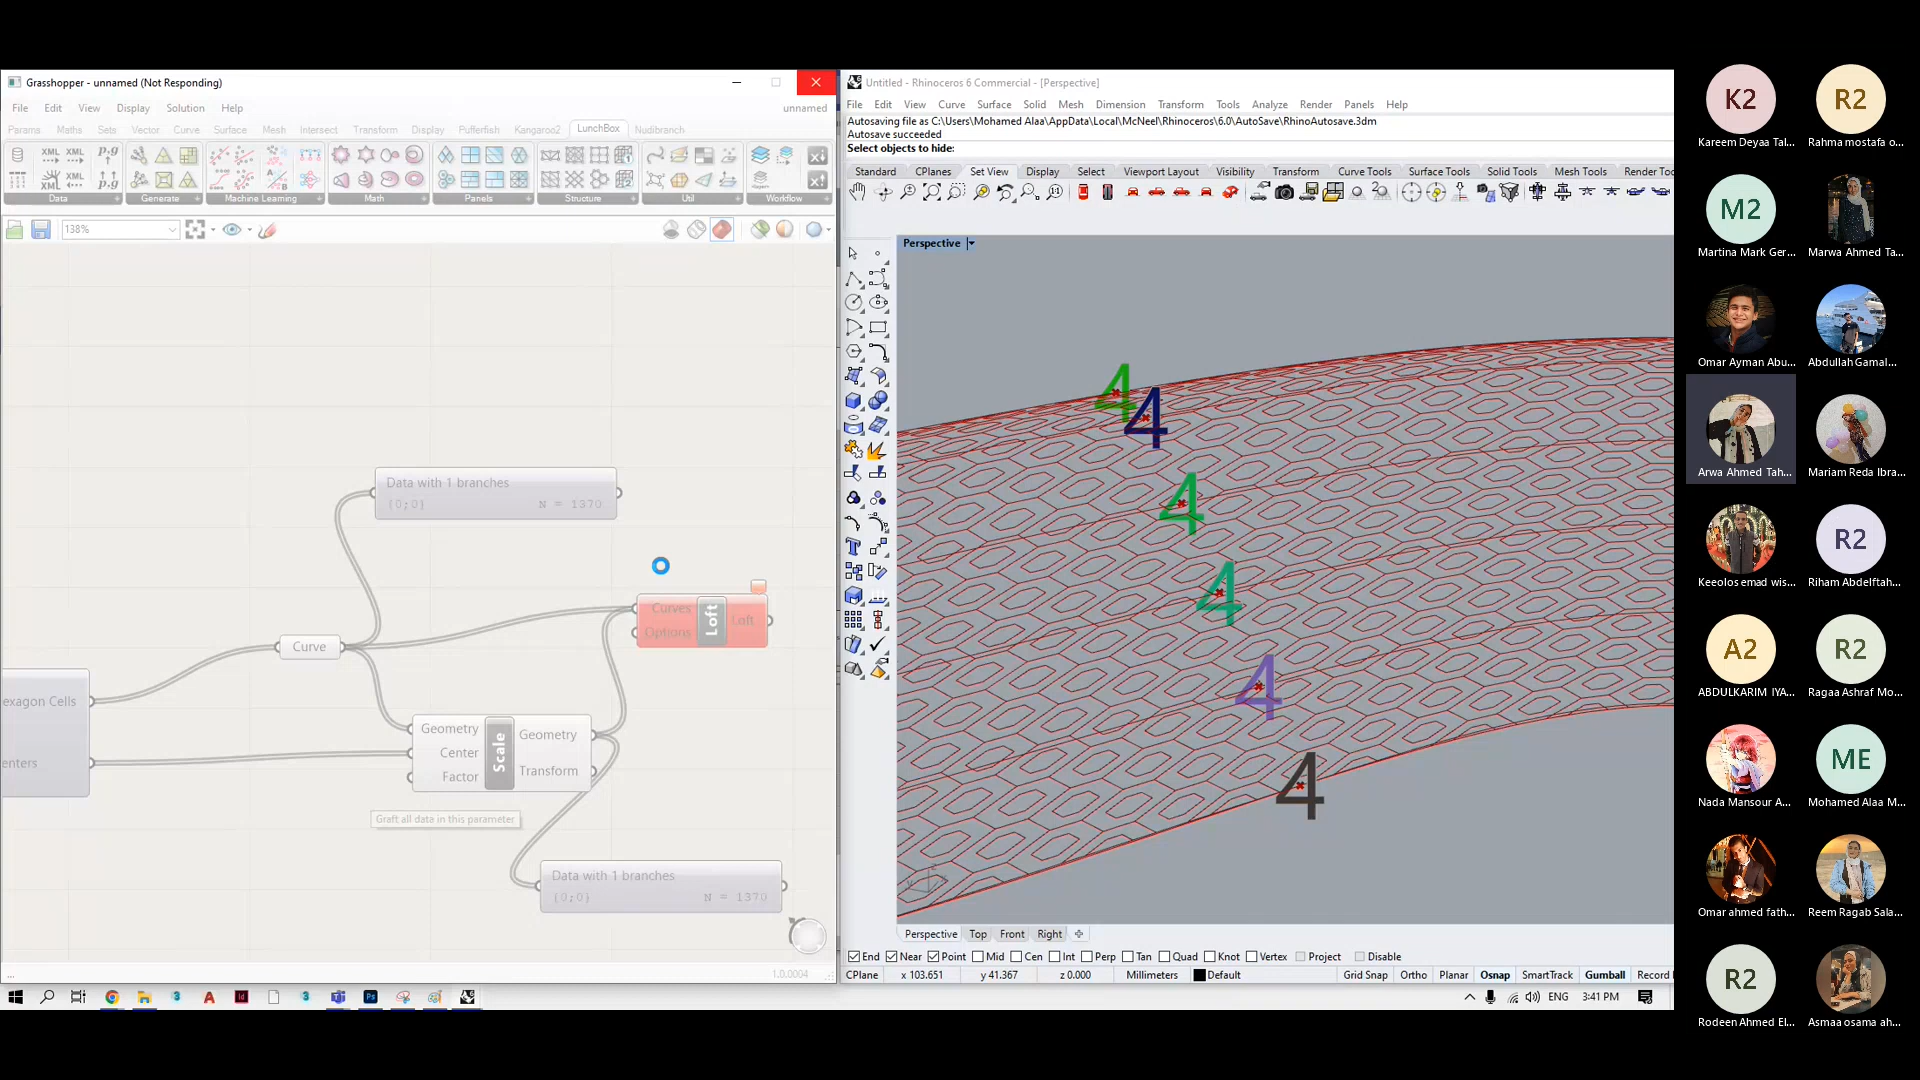 Grasshopper - unnamed (Not Responding)
File Edit View Display Solution Help
unnamed
Params Maths Sets Vector Curve Surface Mesh Intersect Transform Display Pufferfish Kangaroo2 LunchBox Nudibranch
Data Generate Machine Learning Math Panels Structure Util Workflow
138%
Data with 1 branches
{0;0} N = 1370
Curves
Options
Loft
Loft
Curve
exagon Cells
enters
Geometry
Center
Factor
Scale
Geometry
Transform
Graft all data in this parameter
Data with 1 branches
{0;0} N = 1370
...
1.0.0004
Untitled - Rhinoceros 6 Commercial - [Perspective]
File Edit View Curve Surface Solid Mesh Dimension Transform Tools Analyze Render Panels Help
Autosaving file as C:\Users\Mohamed Alaa\AppData\Local\McNeel\Rhinoceros\6.0\AutoSave\RhinoAutosave.3dm
Autosave succeeded
Select objects to hide:
Standard CPlanes Set View Display Select Viewport Layout Visibility Transform Curve Tools Surface Tools Solid Tools Mesh Tools Render Too
Perspective
4
4
4
4
4
4
Perspective Top Front Right
End Near Point Mid Cen Int Perp Tan Quad Knot Vertex Project Disable
CPlane x 103.651 y 41.367 z 0.000 Millimeters Default Grid Snap Ortho Planar Osnap SmartTrack Gumball Record
ENG 3:41 PM
K2 R2
Kareem Deyaa Tal... Rahma mostafa o...
M2
Martina Mark Ger... Marwa Ahmed Ta...
Omar Ayman Abu... Abdullah Gamal...
Arwa Ahmed Tah... Mariam Reda Ibra...
R2
Keeolos emad wis... Riham Abdelftah...
A2 R2
ABDULKARIM IYA... Ragaa Ashraf Mo...
ME
Nada Mansour A... Mohamed Alaa M...
Omar ahmed fath... Reem Ragab Sala...
R2
Rodeen Ahmed El... Asmaa osama ah...